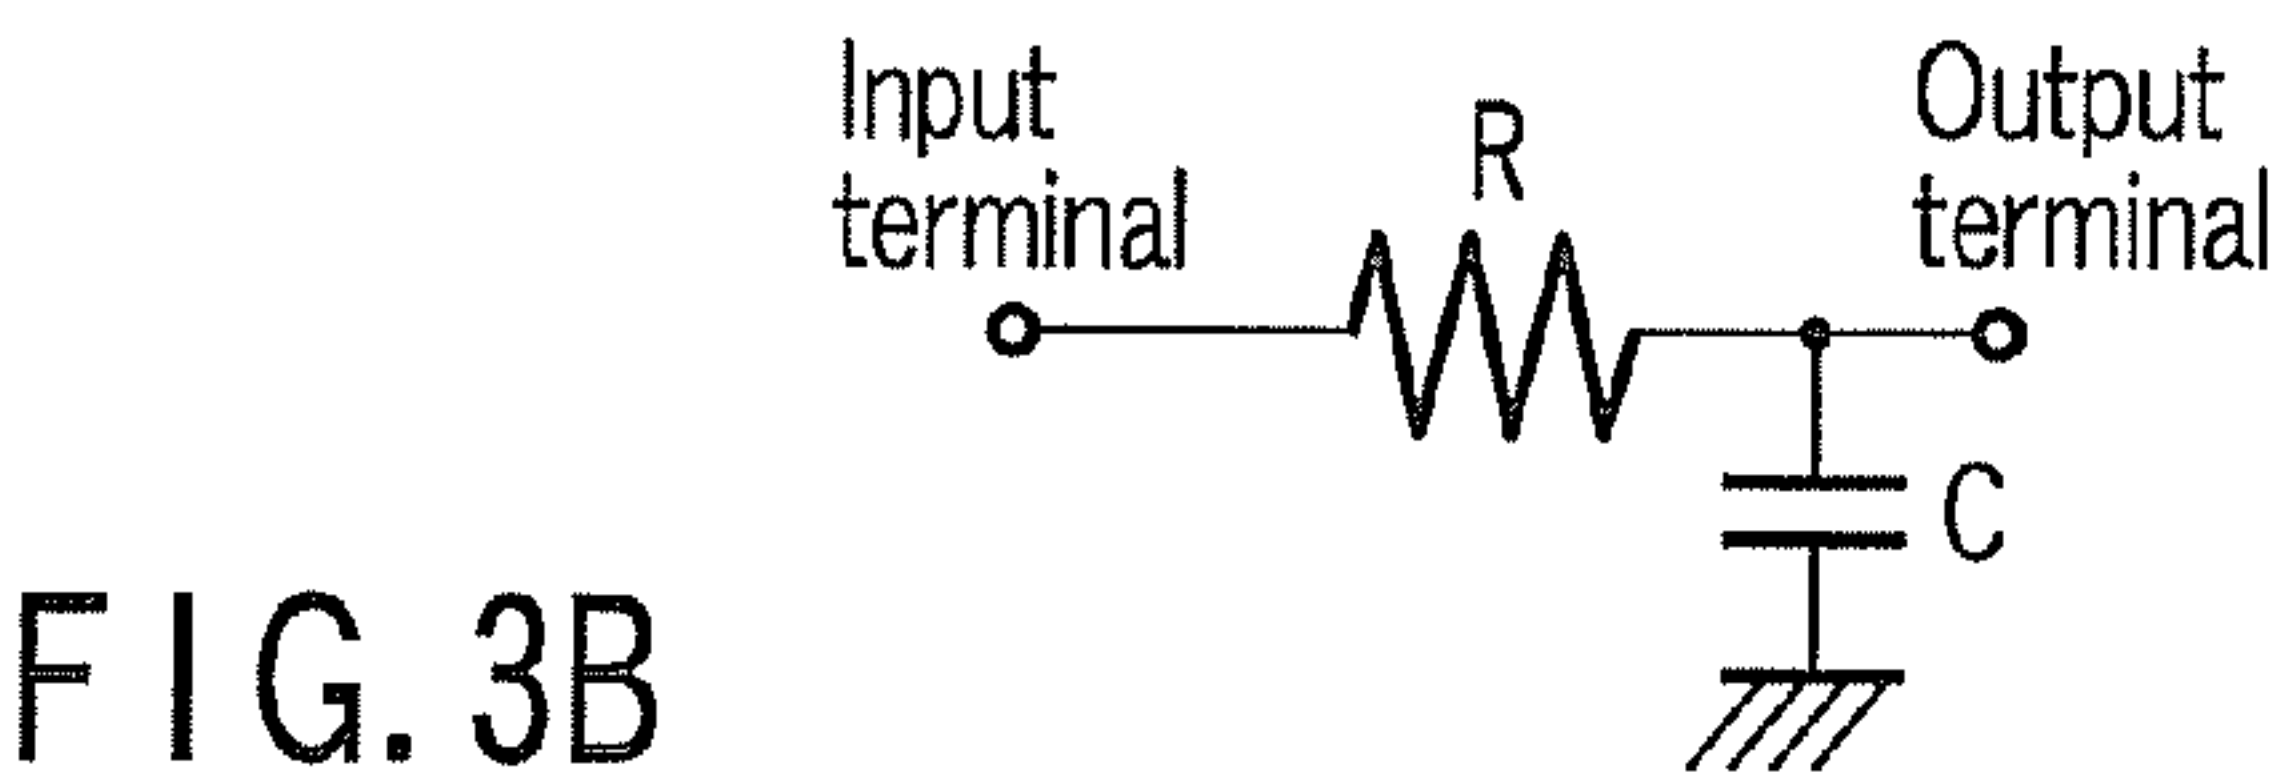 Input
terminal
R
Output
terminal
C
FIG. 3B